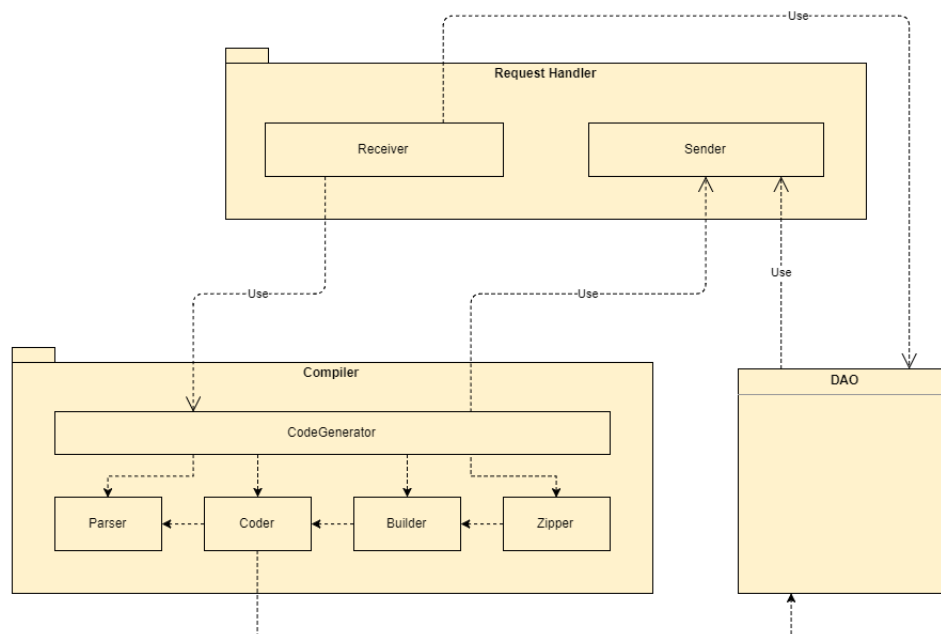 Use
Request Handler
Receiver
Sender
Use
Use
Use
Compiler
DAO
CodeGenerator
Parser
Coder
Builder
Zipper